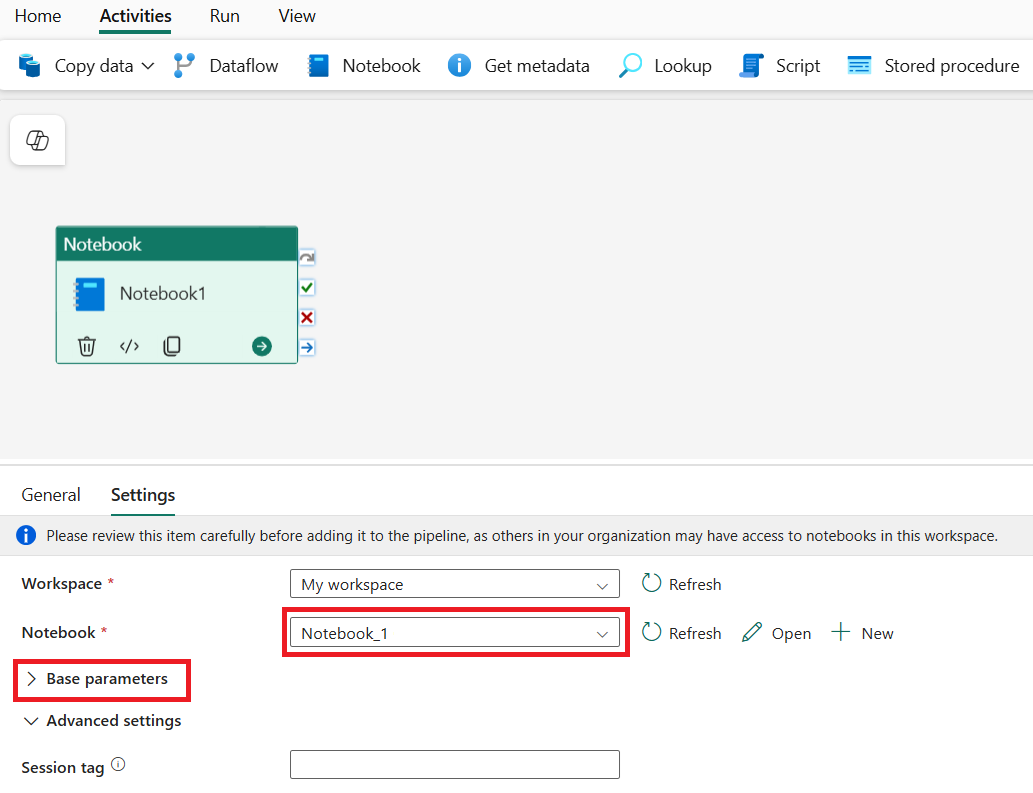 Home Activities Run View
Copy data Dataflow Notebook Get metadata Lookup Script Stored procedure
Notebook
Notebook1
General Settings
Please review this item carefully before adding it to the pipeline, as others in your organization may have access to notebooks in this workspace.
Workspace * My workspace Refresh
Notebook * Notebook_1 Refresh Open New
Base parameters
Advanced settings
Session tag